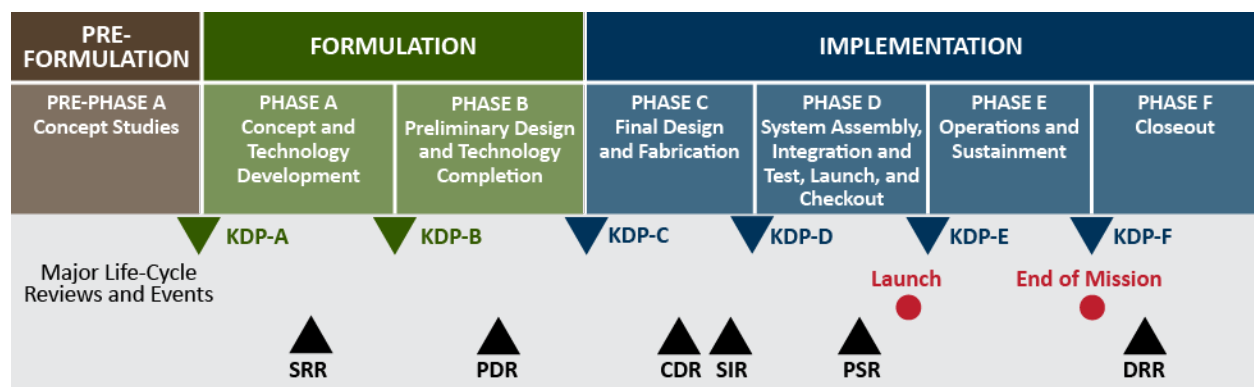 PRE-
FORMULATION
FORMULATION
IMPLEMENTATION
PRE-PHASE A
Concept Studies
PHASE A
Concept and
Technology
Development
PHASE B
Preliminary Design
and Technology
Completion
PHASE C
Final Design
and Fabrication
PHASE D
System Assembly,
Integration and
Test, Launch, and
Checkout
PHASE E
Operations and
Sustainment
PHASE F
Closeout
KDP-A
KDP-B
KDP-C
KDP-D
KDP-E
KDP-F
Major Life-Cycle
Reviews and Events
Launch
End of Mission
SRR
PDR
CDR
SIR
PSR
DRR